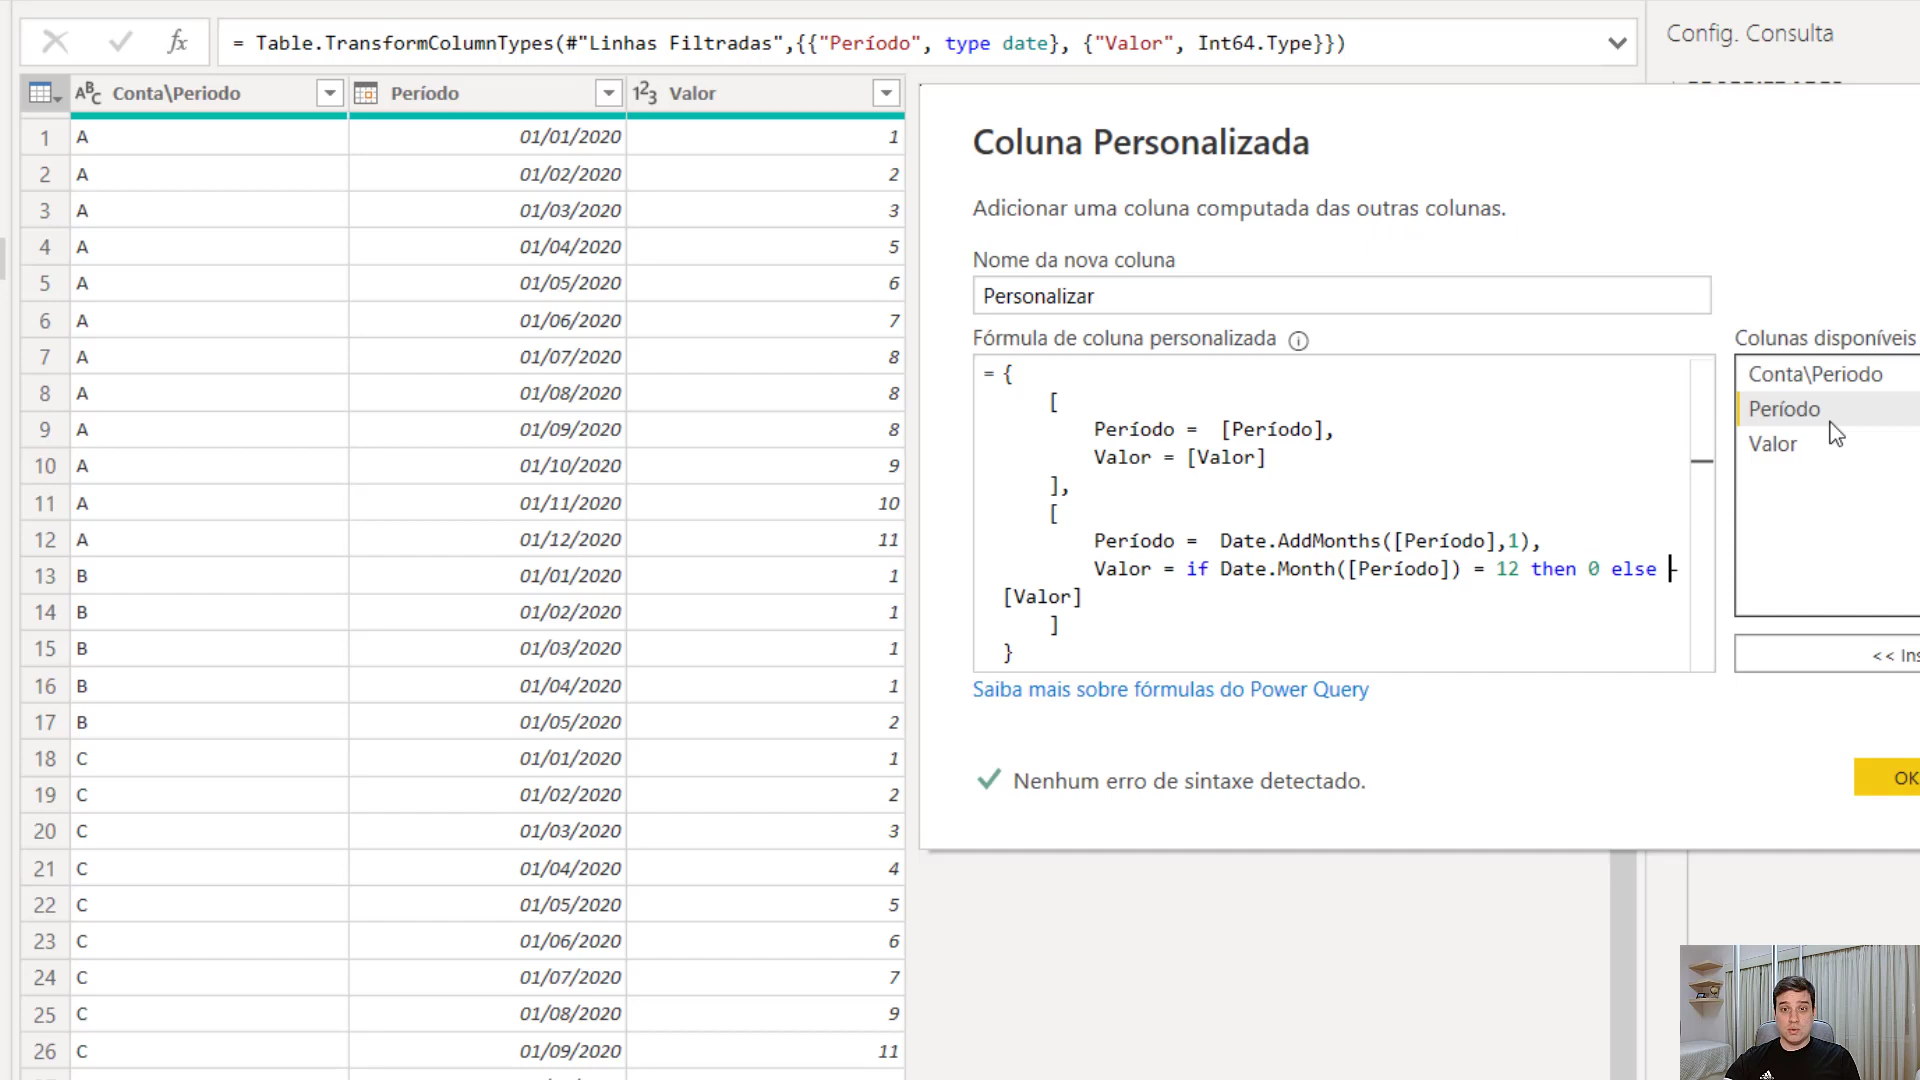 fx = Table.TransformColumnTypes(#"Linhas Filtradas",{{"Período", type date}, {"Valor", Int64.Type}})
Config. Consulta
ABC Conta\Periodo Período 123 Valor
1 A 01/01/2020 1
2 A 01/02/2020 2
3 A 01/03/2020 3
4 A 01/04/2020 5
5 A 01/05/2020 6
6 A 01/06/2020 7
7 A 01/07/2020 8
8 A 01/08/2020 8
9 A 01/09/2020 8
10 A 01/10/2020 9
11 A 01/11/2020 10
12 A 01/12/2020 11
13 B 01/01/2020 1
14 B 01/02/2020 1
15 B 01/03/2020 1
16 B 01/04/2020 1
17 B 01/05/2020 2
18 C 01/01/2020 1
19 C 01/02/2020 2
20 C 01/03/2020 3
21 C 01/04/2020 4
22 C 01/05/2020 5
23 C 01/06/2020 6
24 C 01/07/2020 7
25 C 01/08/2020 9
26 C 01/09/2020 11
Coluna Personalizada
Adicionar uma coluna computada das outras colunas.
Nome da nova coluna
Personalizar
Fórmula de coluna personalizada
= {
[
Período = [Período],
Valor = [Valor]
],
[
Período = Date.AddMonths([Período],1),
Valor = if Date.Month([Período]) = 12 then 0 else -
[Valor]
]
}
Saiba mais sobre fórmulas do Power Query
Nenhum erro de sintaxe detectado.
Colunas disponíveis
Conta\Periodo
Período
Valor
<< Ins
OK